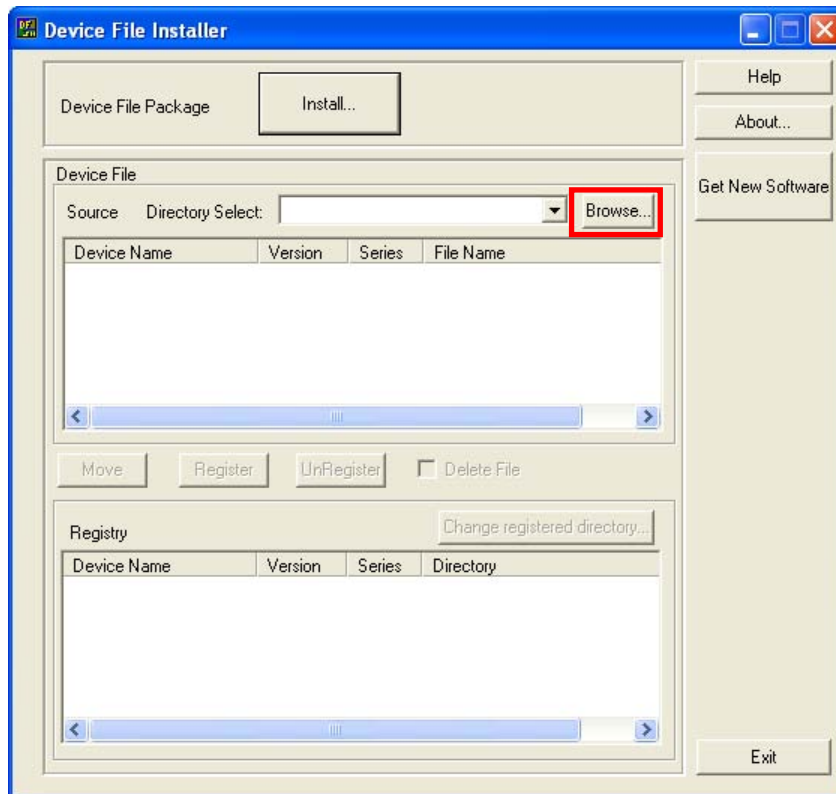 Device File Installer
Help
Device File Package
Install...
About...
Get New Software
Device File
Source Directory Select:
Browse...
Device Name Version Series File Name
Move
Register
UnRegister
Delete File
Registry
Change registered directory...
Device Name Version Series Directory
Exit